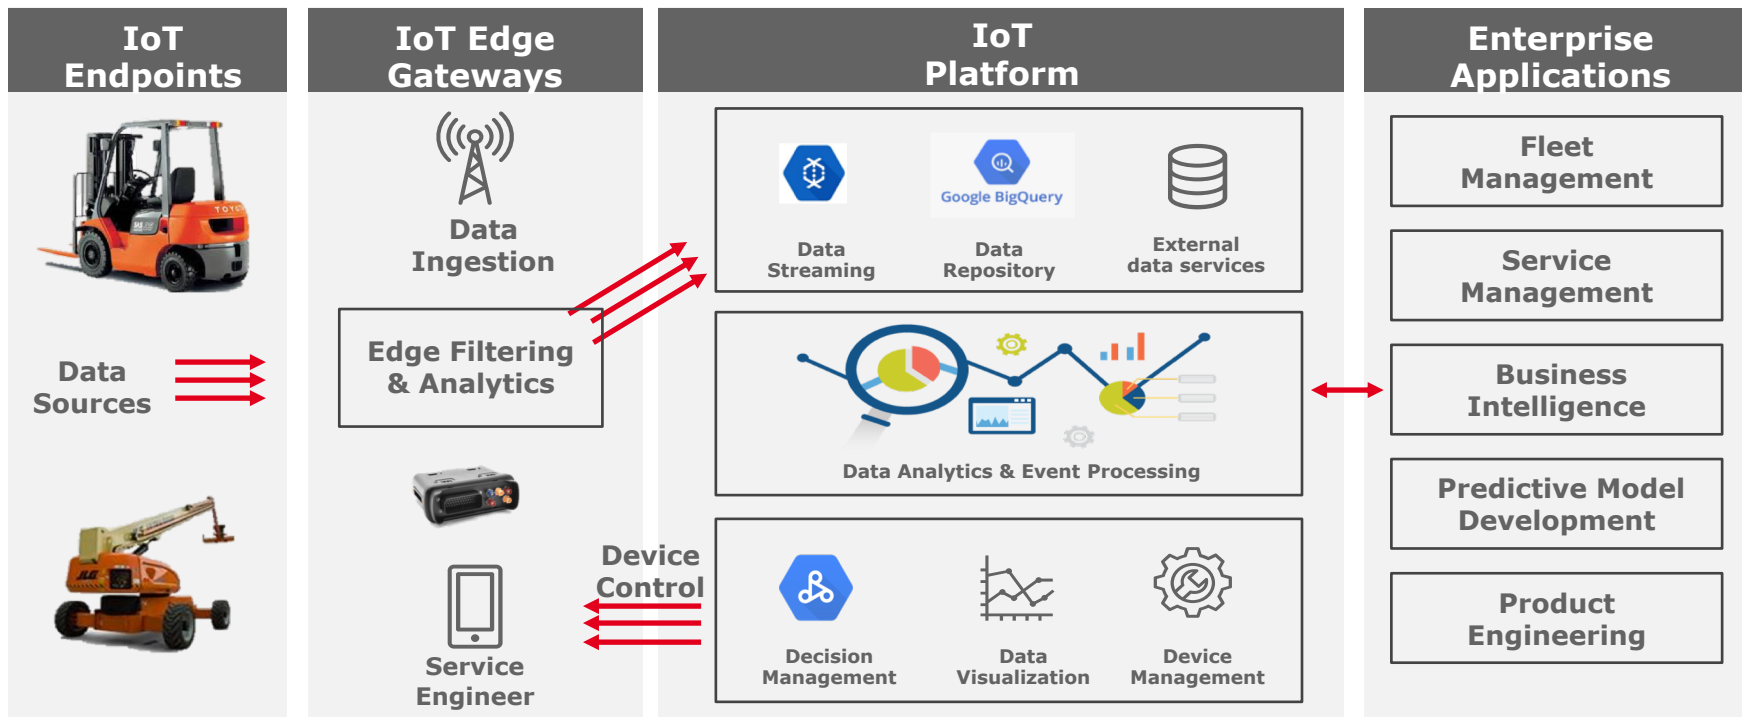 IoT
Endpoints
Data
Sources
TOYOT
JLG
IoT Edge
Gateways
Data
Ingestion
Edge Filtering
& Analytics
Service
Engineer
Device
Control
IoT
Platform
Google BigQuery
Data
Streaming
Data
Repository
External
data services
Data Analytics & Event Processing
Decision
Management
Data
Visualization
Device
Management
Enterprise
Applications
Fleet
Management
Service
Management
Business
Intelligence
Predictive Model
Development
Product
Engineering